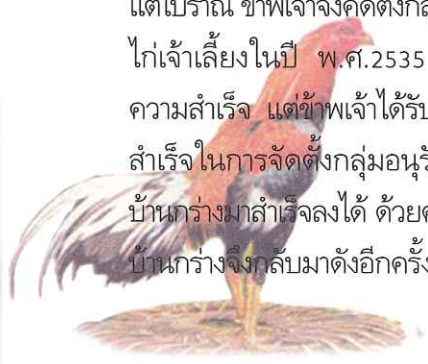 แต่โบราณ ข้าพเจ้าจึงคิดตั้งกลุ่
ไก่เจ้าเลี้ยงในปี พ.ศ.2535
ความสำเร็จ แต่ข้าพเจ้าได้รับ
สำเร็จในการจัดตั้งกลุ่มอนุรั
บ้านกร่างมาสำเร็จลงได้ ด้วย
บ้านกร่างจึงกลับมาดังอีกครั้ง